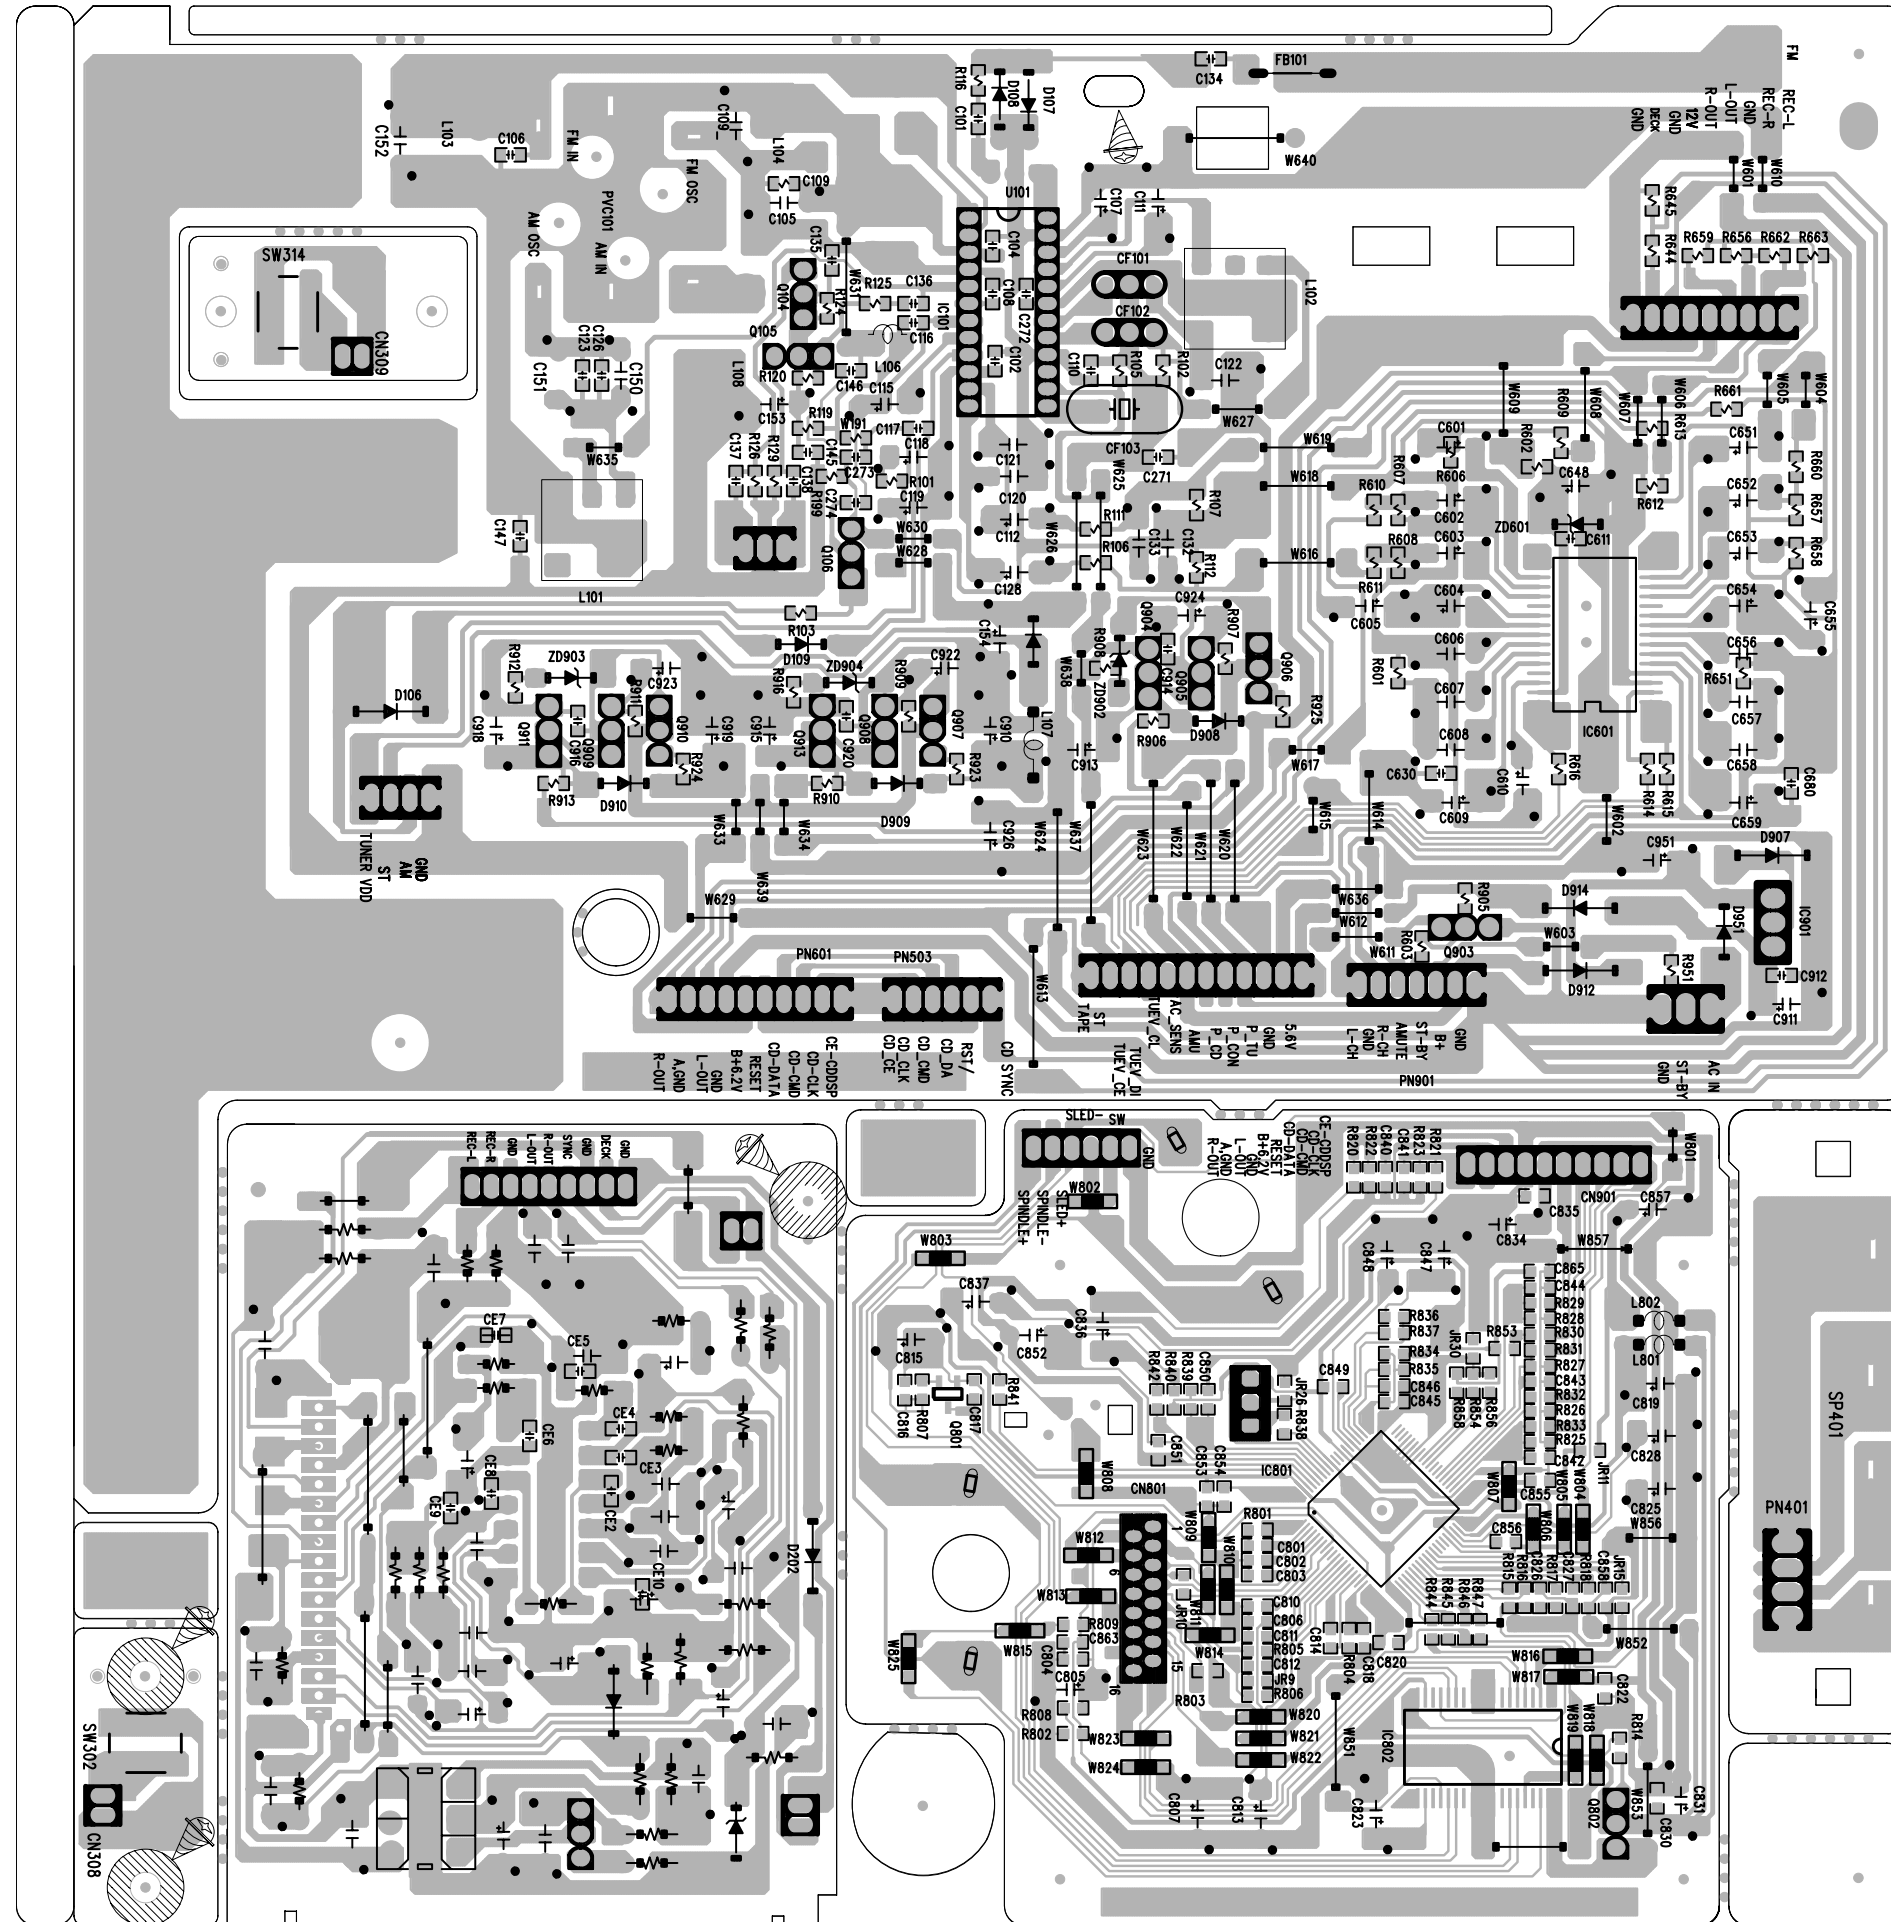 C134
FB101
FM
R116
D108
D107
C101
REC-L
REC-R
GND
L-OUT
R-OUT
12V
GND
DECK
GND
C152
L103
C106
FM IN
C109
L104
FM OSC
W640
W601
W610
C109
C105
U101
C107
C111
R645
PVC101
AM OSC
AM IN
R644
R659
R656
R662
R663
SW314
C135
C104
CF101
L102
Q104
W631
R124
R125
C136
IC101
C108
C272
CF102
C116
Q105
CN309
C123
C126
C151
C150
L108
R120
C146
L106
C115
C102
C110
R105
R102
C122
C153
R119
W191
C117
C118
W627
W609
R609
W608
W607
W606
R613
R661
W605
W604
W635
C137
R126
R129
C138
C145
C273
R101
C121
CF103
W625
C271
W619
W618
C601
R602
C648
C651
R607
R606
R610
R612
C652
R660
R657
R199
C274
C119
C120
R111
R107
C147
W630
W628
Q106
C112
W626
R106
C133
C132
R112
W616
C602
C603
R608
ZD601
C611
C653
R658
C128
L101
R103
R611
C605
C604
C654
C655
C924
R907
C154
Q904
D109
R912
ZD903
ZD904
C922
R908
W638
ZD902
C914
Q905
Q906
C606
R601
C656
R651
R911
C923
R916
R909
D106
C918
Q911
C916
Q909
Q910
C919
C915
Q913
C920
Q908
Q907
C910
L107
C913
R906
D908
R925
C607
C657
IC601
W617
C608
C658
R924
R923
C630
C610
R616
R614
R615
C680
R913
D910
R910
D909
C609
C659
W633
W634
C926
W624
W637
W623
W622
W621
W620
W615
W614
W602
C951
D907
TUNER VDD
ST
AM
GND
W639
W629
W636
W612
R905
D914
D951
IC901
W611
R603
Q903
W603
D912
R951
C912
C911
PN601
PN503
W613
TAPE
ST
TUEV_CL
AC_SENS
AMU
P_CD
P_CON
P_TU
GND
5.6V
L-CH
GND
R-CH
AMUTE
ST-BY
B+
GND
R-OUT
A.GND
L-OUT
GND
B+6.2V
RESET
CD-DATA
CD-CMD
CD-CLK
CE-CDDSP
CD_CE
CD_CLK
CD_CMD
CD_DA
RST/
CD SYNC
TUEV_CE
TUEV_DI
PN901
GND
ST-BY
AC IN
REC-L
REC-R
GND
L-OUT
R-OUT
SYNC
GND
DECK
GND
SLED-
SW
GND
R-OUT
A.GND
L-OUT
GND
B+6.2V
RESET
CD-DATA
CD-CMD
CD-CLK
CE-CDDSP
R820
R822
C840
C841
R823
R821
W801
W802
SPINDLE+
SPINDLE-
SLED+
CN901
C835
C857
C834
W857
W803
C848
C847
C865
C844
R829
R828
R830
R831
R827
C843
R832
R826
R833
R825
C842
C837
C836
C852
C815
R836
R837
R834
R835
C846
C845
JR30
R853
L802
L801
CE7
CE5
R842
R840
R839
C850
JR26
R838
C849
C816
R807
Q801
C817
R841
R858
R854
R856
C819
CE4
CE6
CE3
CE8
CE9
CE2
C851
C853
C854
IC801
W808
CN801
W807
C855
W805
W804
JR11
C828
C825
W856
SP401
PN401
R801
W809
W810
C801
C802
C803
W806
C856
W812
1
6
D202
CE10
W813
JR10
W811
R815
R816
C826
R817
C827
R818
C858
JR15
R844
R845
R846
R847
C810
C806
C811
R805
C812
JR9
R806
R809
C863
W815
C804
C805
W814
W825
15
16
R803
C814
R804
C818
C820
W852
W816
W817
C822
R808
R802
W820
W821
W822
W823
W824
W851
IC802
W819
W818
R814
SW302
CN308
C807
C813
C823
Q802
W853
C830
C831